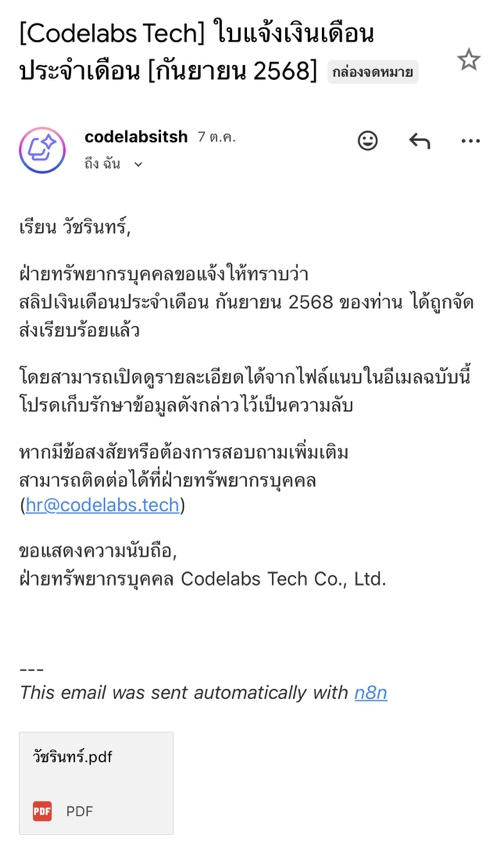 [Codelabs Tech] ใบแจ้งเงินเดือน
ประจำเดือน [กันยายน 2568] กล่องจดหมาย
codelabsitsh 7 ต.ค.
ถึง ฉัน
เรียน วัชรินทร์,
ฝ่ายทรัพยากรบุคคลขอแจ้งให้ทราบว่า
สลิปเงินเดือนประจำเดือน กันยายน 2568 ของท่าน ได้ถูกจัด
ส่งเรียบร้อยแล้ว
โดยสามารถเปิดดูรายละเอียดได้จากไฟล์แนบในอีเมลฉบับนี้
โปรดเก็บรักษาข้อมูลดังกล่าวไว้เป็นความลับ
หากมีข้อสงสัยหรือต้องการสอบถามเพิ่มเติม
สามารถติดต่อได้ที่ฝ่ายทรัพยากรบุคคล
(hr@codelabs.tech)
ขอแสดงความนับถือ,
ฝ่ายทรัพยากรบุคคล Codelabs Tech Co., Ltd.
---
This email was sent automatically with n8n
วัชรินทร์.pdf
PDF PDF